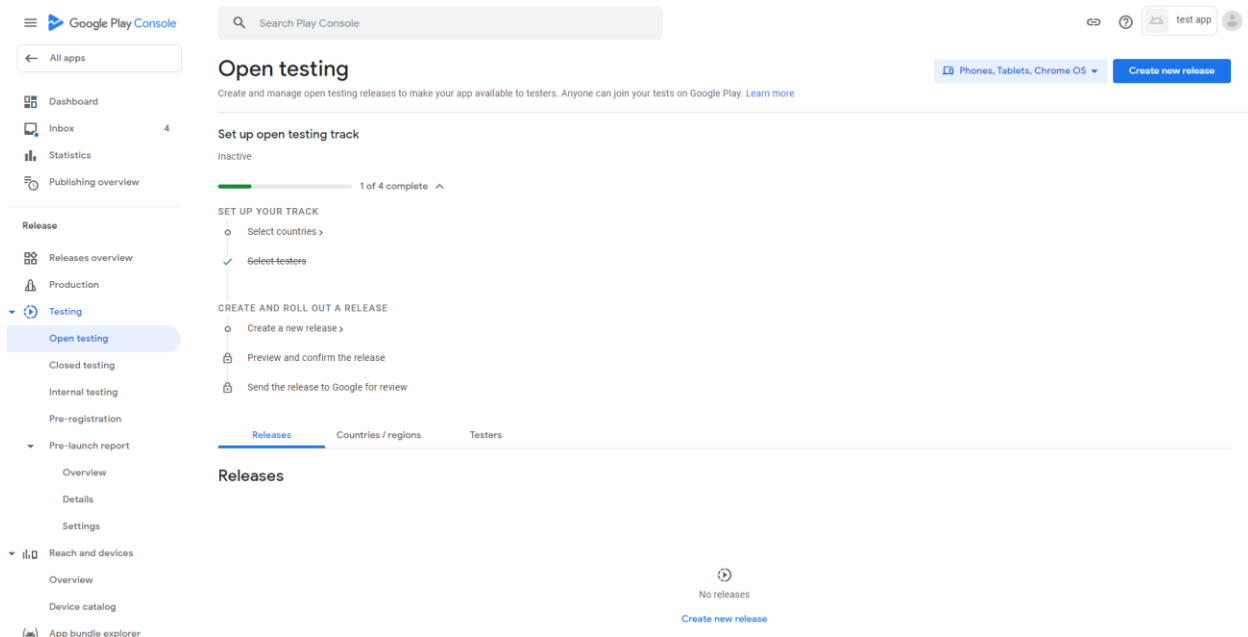 Google Play Console
Search Play Console
test app
All apps
Dashboard
Inbox 4
Statistics
Publishing overview
Release
Releases overview
Production
Testing
Open testing
Closed testing
Internal testing
Pre-registration
Pre-launch report
Overview
Details
Settings
Reach and devices
Overview
Device catalog
App bundle explorer
Open testing
Phones, Tablets, Chrome OS
Create new release
Create and manage open testing releases to make your app available to testers. Anyone can join your tests on Google Play. Learn more
Set up open testing track
Inactive
1 of 4 complete
SET UP YOUR TRACK
Select countries
Select testers
CREATE AND ROLL OUT A RELEASE
Create a new release
Preview and confirm the release
Send the release to Google for review
Releases Countries / regions Testers
Releases
No releases
Create new release